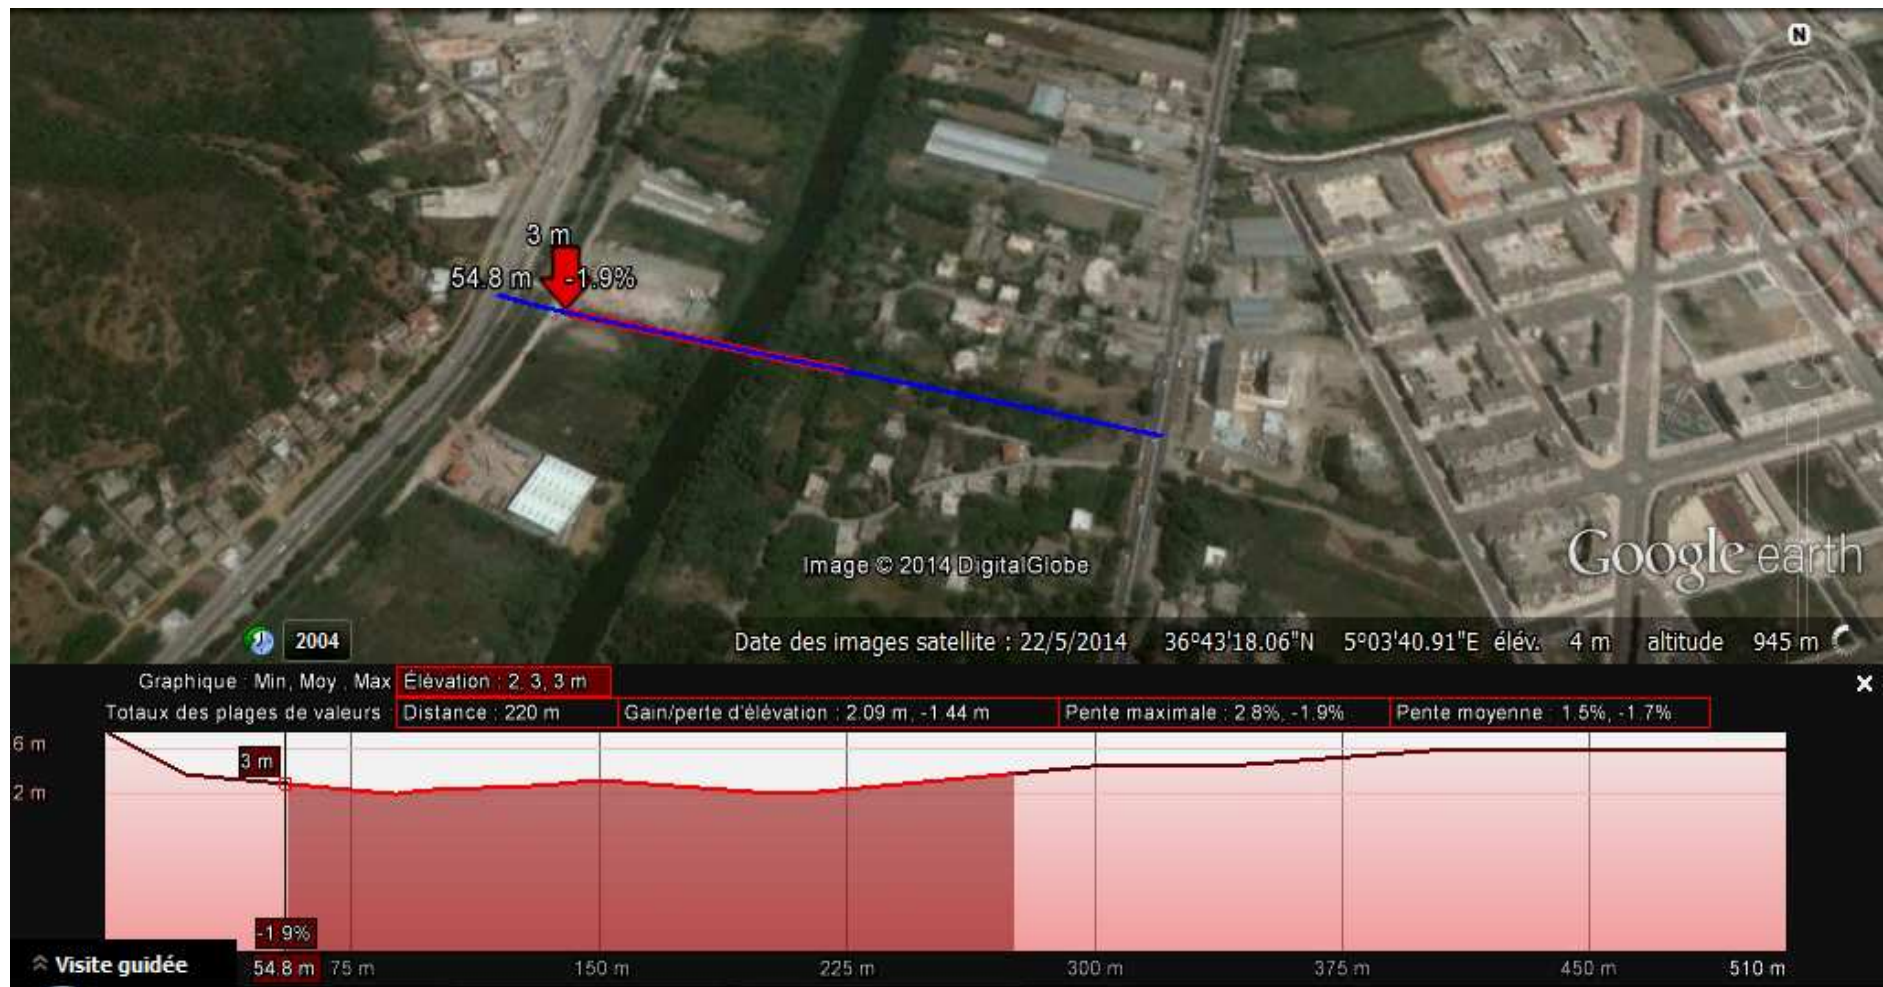 N
3 m
54.8 m -1.9%
Google earth
Image © 2014 DigitalGlobe
2004
Date des images satellite : 22/5/2014 36°43'18.06"N 5°03'40.91"E élév. 4 m altitude 945 m
Graphique : Min, Moy , Max Élévation : 2, 3, 3 m
Totaux des plages de valeurs : Distance : 220 m Gain/perte d'élévation : 2.09 m, -1.44 m Pente maximale : 2.8%, -1.9% Pente moyenne : 1.5%, -1.7%
6 m
3 m
2 m
-1.9%
Visite guidée
54.8 m 75 m 150 m 225 m 300 m 375 m 450 m 510 m